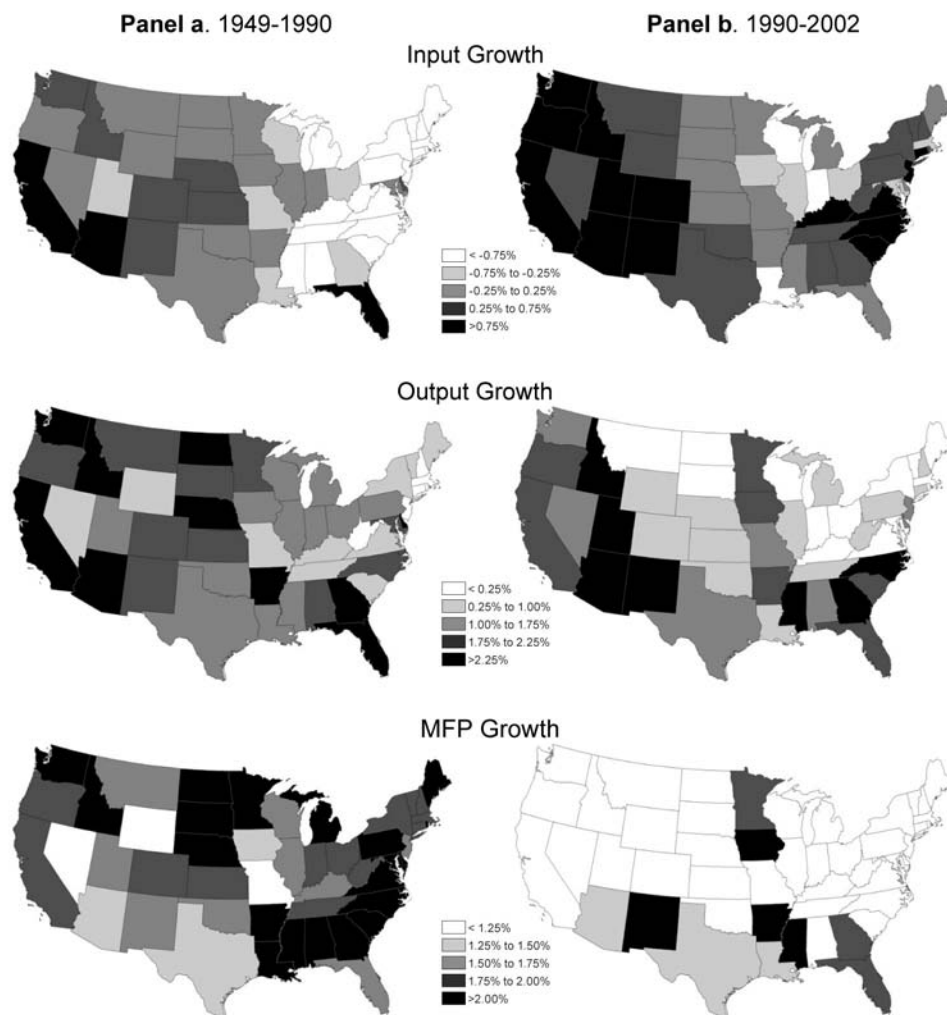 Panel a. 1949-1990
Panel b. 1990-2002
Input Growth
< -0.75%
-0.75% to -0.25%
-0.25% to 0.25%
0.25% to 0.75%
>0.75%
Output Growth
< 0.25%
0.25% to 1.00%
1.00% to 1.75%
1.75% to 2.25%
>2.25%
MFP Growth
< 1.25%
1.25% to 1.50%
1.50% to 1.75%
1.75% to 2.00%
>2.00%